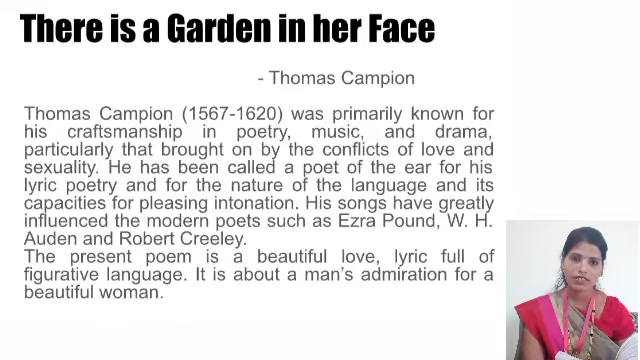 There is a Garden in her Face
- Thomas Campion
Thomas Campion (1567-1620) was primarily known for
his craftsmanship in poetry, music, and drama,
particularly that brought on by the conflicts of love and
sexuality. He has been called a poet of the ear for his
lyric poetry and for the nature of the language and its
capacities for pleasing intonation. His songs have greatly
influenced the modern poets such as Ezra Pound, W. H.
Auden and Robert Creeley.
The present poem is a beautiful love, lyric full of
figurative language. It is about a man's admiration for a
beautiful woman.